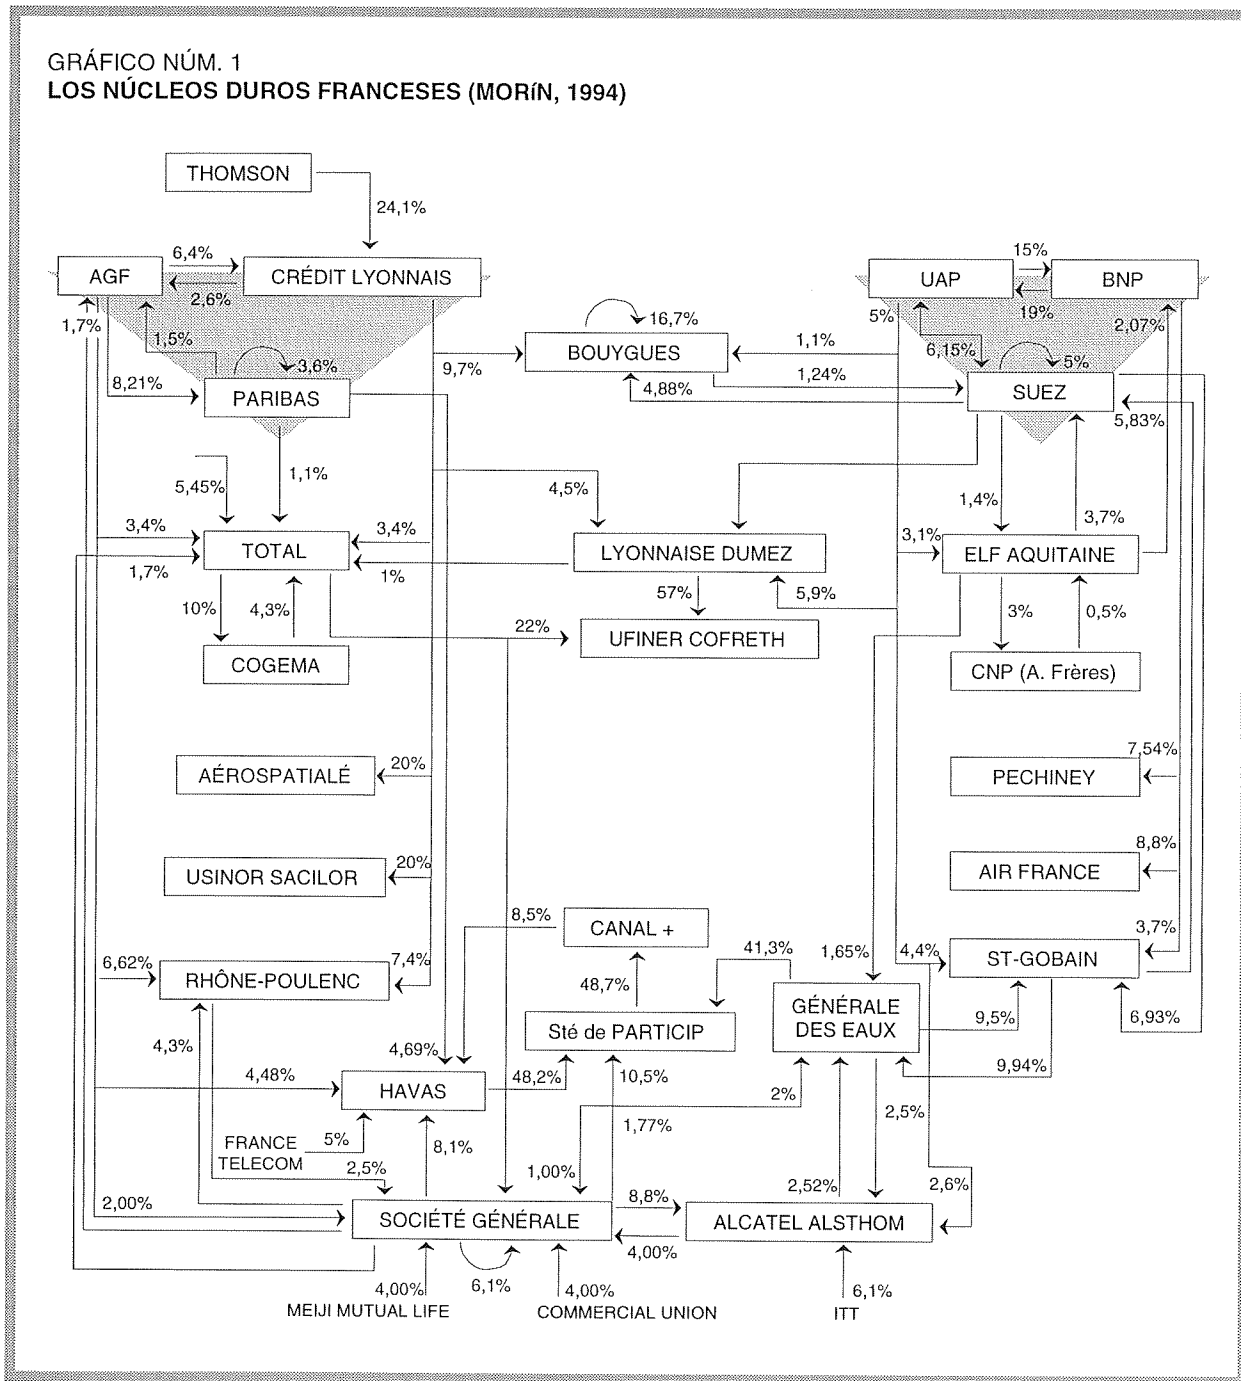 GRÁFICO NÚM. 1
LOS NÚCLEOS DUROS FRANCESES (MORíN, 1994)
THOMSON
24,1%
AGF
6,4%
2,6%
CRÉDIT LYONNAIS
UAP
15%
19%
BNP
1,7%
1,5%
3,6%
8,21%
PARIBAS
9,7%
16,7%
BOUYGUES
1,1%
1,24%
4,88%
5%
6,15%
5%
2,07%
SUEZ
5,83%
1,1%
5,45%
4,5%
1,4%
3,7%
3,4%
TOTAL
3,4%
1,7%
1%
LYONNAISE DUMEZ
3,1%
ELF AQUITAINE
10%
4,3%
57%
5,9%
3%
0,5%
22%
UFINER COFRETH
COGEMA
CNP (A. Frères)
AÉROSPATIALÉ
20%
7,54%
PECHINEY
USINOR SACILOR
20%
8,8%
AIR FRANCE
8,5%
CANAL +
41,3%
1,65%
4,4%
3,7%
ST-GOBAIN
6,62%
RHÔNE-POULENC
7,4%
48,7%
GÉNÉRALE
DES EAUX
9,5%
6,93%
Sté de PARTICIP
4,3%
4,69%
4,48%
HAVAS
48,2%
10,5%
9,94%
2%
2,5%
1,77%
FRANCE
TELECOM
5%
8,1%
2,5%
1,00%
2,52%
2,6%
2,00%
SOCIÉTÉ GÉNÉRALE
8,8%
4,00%
ALCATEL ALSTHOM
4,00%
6,1%
4,00%
6,1%
MEIJI MUTUAL LIFE
COMMERCIAL UNION
ITT